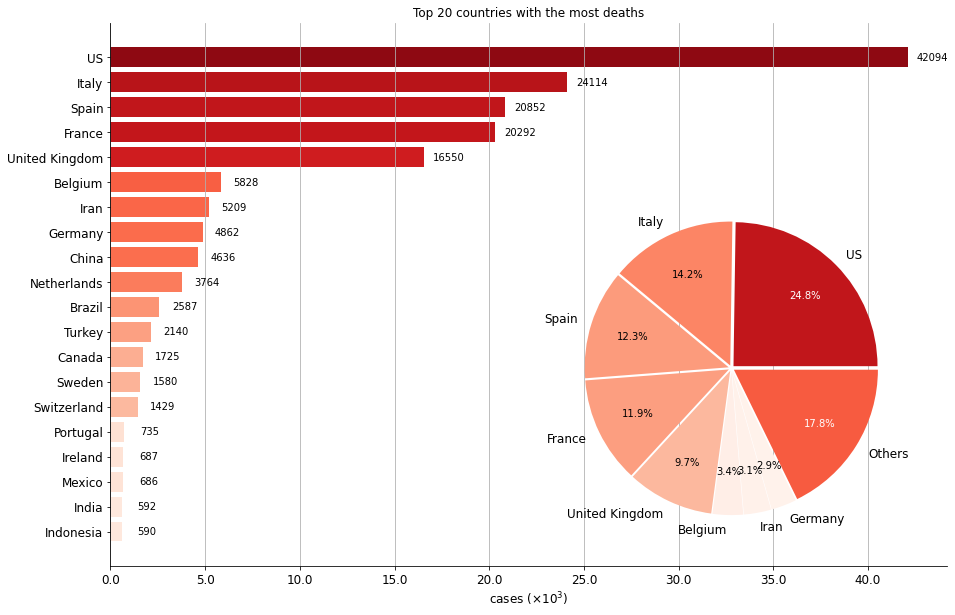 Top 20 countries with the most deaths
US 42094
Italy 24114
Spain 20852
France 20292
United Kingdom 16550
Belgium 5828
Iran 5209
Germany 4862
China 4636
Netherlands 3764
Brazil 2587
Turkey 2140
Canada 1725
Sweden 1580
Switzerland 1429
Portugal 735
Ireland 687
Mexico 686
India 592
Indonesia 590
0.0 5.0 10.0 15.0 20.0 25.0 30.0 35.0 40.0
cases (×10³)
US
24.8%
Italy
14.2%
Spain
12.3%
France
11.9%
United Kingdom
9.7%
Belgium
3.4%
Iran
3.1%
Germany
2.9%
Others
17.8%